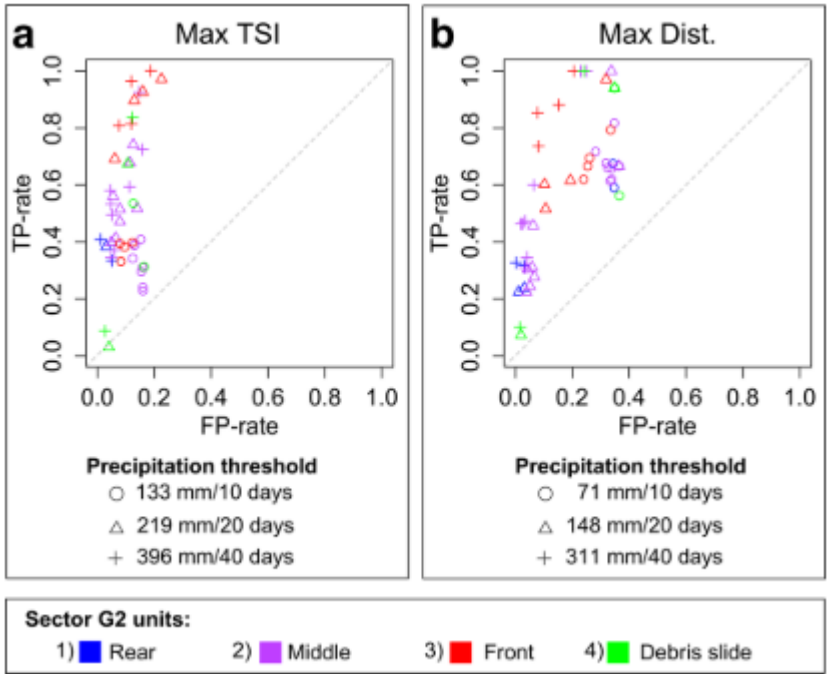 a Max TSI
TP-rate
1.0
0.8
0.6
0.4
0.2
0.0
0.0 0.2 0.4 0.6 0.8 1.0
FP-rate
Precipitation threshold
133 mm/10 days
219 mm/20 days
396 mm/40 days
b Max Dist.
TP-rate
1.0
0.8
0.6
0.4
0.2
0.0
0.0 0.2 0.4 0.6 0.8 1.0
FP-rate
Precipitation threshold
71 mm/10 days
148 mm/20 days
311 mm/40 days
Sector G2 units:
1) Rear 2) Middle 3) Front 4) Debris slide